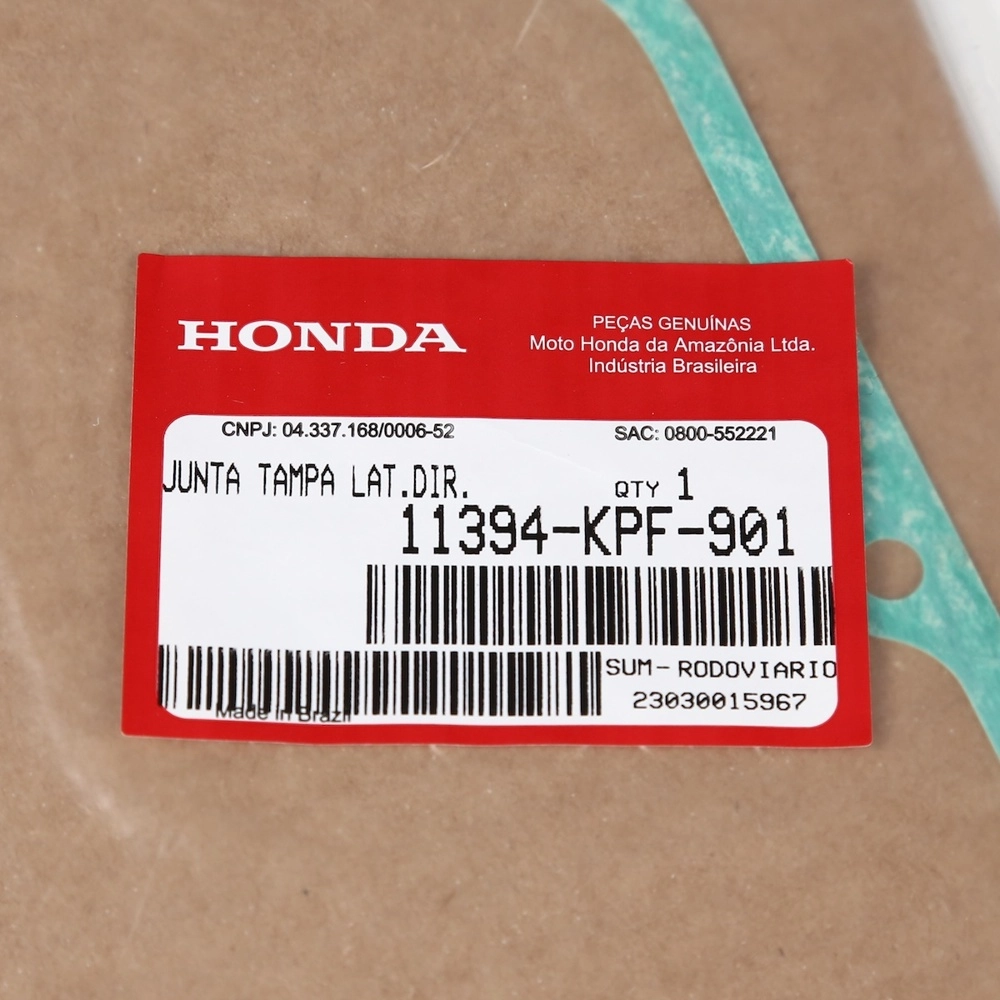 HONDA
PEÇAS GENUÍNAS
Moto Honda da Amazônia Ltda.
Indústria Brasileira
CNPJ: 04.337.168/0006-52
SAC: 0800-552221
JUNTA TAMPA LAT.DIR.
QTY 1
11394-KPF-901
SUM-RODOVIARIO
23030015967
Made in Brazil